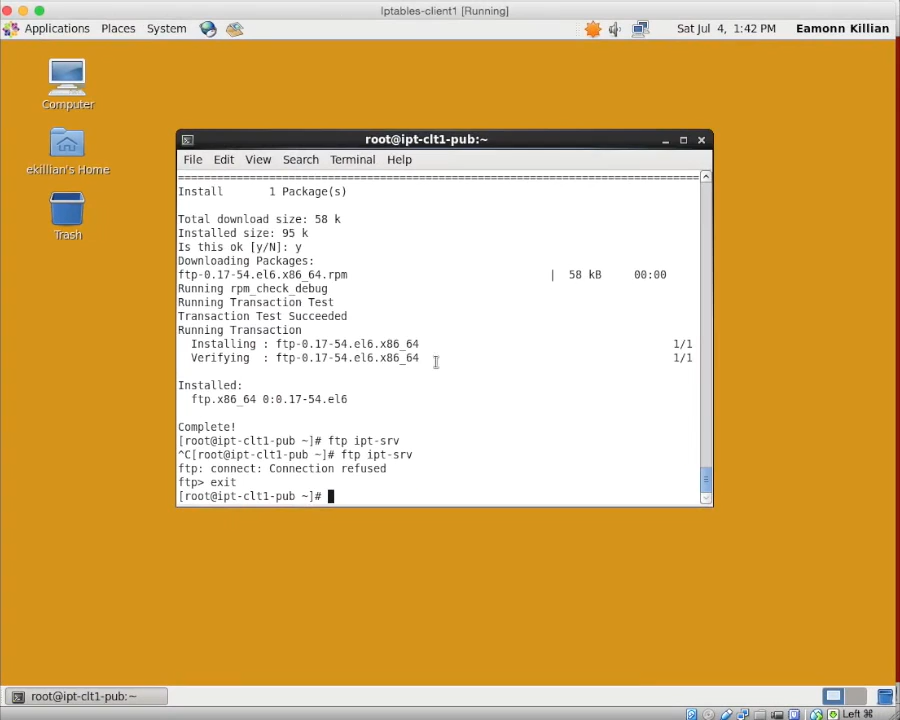 Iptables-client1 [Running]
Applications Places System Sat Jul 4, 1:42 PM Eamonn Killian
Computer
ekillian's Home
Trash
root@ipt-clt1-pub:~
File Edit View Search Terminal Help
================================================================================
Install 1 Package(s)
Total download size: 58 k
Installed size: 95 k
Is this ok [y/N]: y
Downloading Packages:
ftp-0.17-54.el6.x86_64.rpm | 58 kB 00:00
Running rpm_check_debug
Running Transaction Test
Transaction Test Succeeded
Running Transaction
Installing : ftp-0.17-54.el6.x86_64 1/1
Verifying : ftp-0.17-54.el6.x86_64 1/1
Installed:
ftp.x86_64 0:0.17-54.el6
Complete!
[root@ipt-clt1-pub ~]# ftp ipt-srv
^C[root@ipt-clt1-pub ~]# ftp ipt-srv
ftp: connect: Connection refused
ftp> exit
[root@ipt-clt1-pub ~]#
root@ipt-clt1-pub:~
Left ⌘